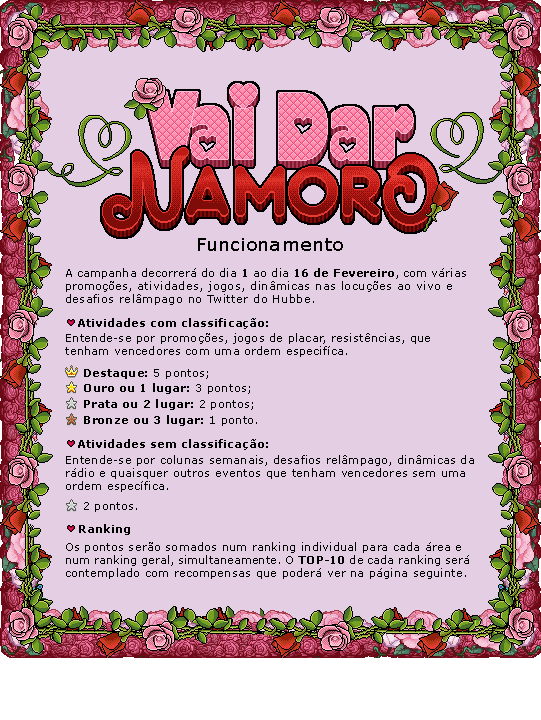 Vai Dar
NAMORO
Funcionamento
A campanha decorrerá do dia 1 ao dia 16 de Fevereiro, com várias
promoções, atividades, jogos, dinâmicas nas locuções ao vivo e
desafios relâmpago no Twitter do Hubbe.
Atividades com classificação:
Entende-se por promoções, jogos de placar, resistências, que
tenham vencedores com uma ordem especifíca.
Destaque: 5 pontos;
Ouro ou 1 lugar: 3 pontos;
Prata ou 2 lugar: 2 pontos;
Bronze ou 3 lugar: 1 ponto.
Atividades sem classificação:
Entende-se por colunas semanais, desafios relâmpago, dinâmicas da
rádio e quaisquer outros eventos que tenham vencedores sem uma
ordem específica.
2 pontos.
Ranking
Os pontos serão somados num ranking individual para cada área e
num ranking geral, simultaneamente. O TOP-10 de cada ranking será
contemplado com recompensas que poderá ver na página seguinte.